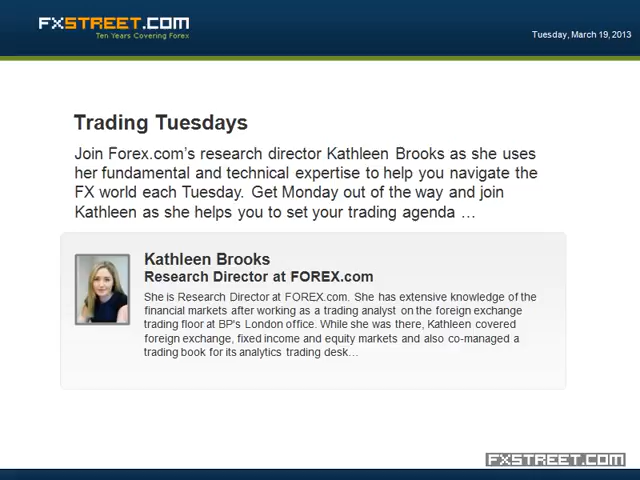 FXSTREET.COM
Ten Years Covering Forex
Tuesday, March 19, 2013
Trading Tuesdays
Join Forex.com’s research director Kathleen Brooks as she uses
her fundamental and technical expertise to help you navigate the
FX world each Tuesday. Get Monday out of the way and join
Kathleen as she helps you to set your trading agenda …
Kathleen Brooks
Research Director at FOREX.com
She is Research Director at FOREX.com. She has extensive knowledge of the
financial markets after working as a trading analyst on the foreign exchange
trading floor at BP's London office. While she was there, Kathleen covered
foreign exchange, fixed income and equity markets and also co-managed a
trading book for its analytics trading desk…
FXSTREET.COM